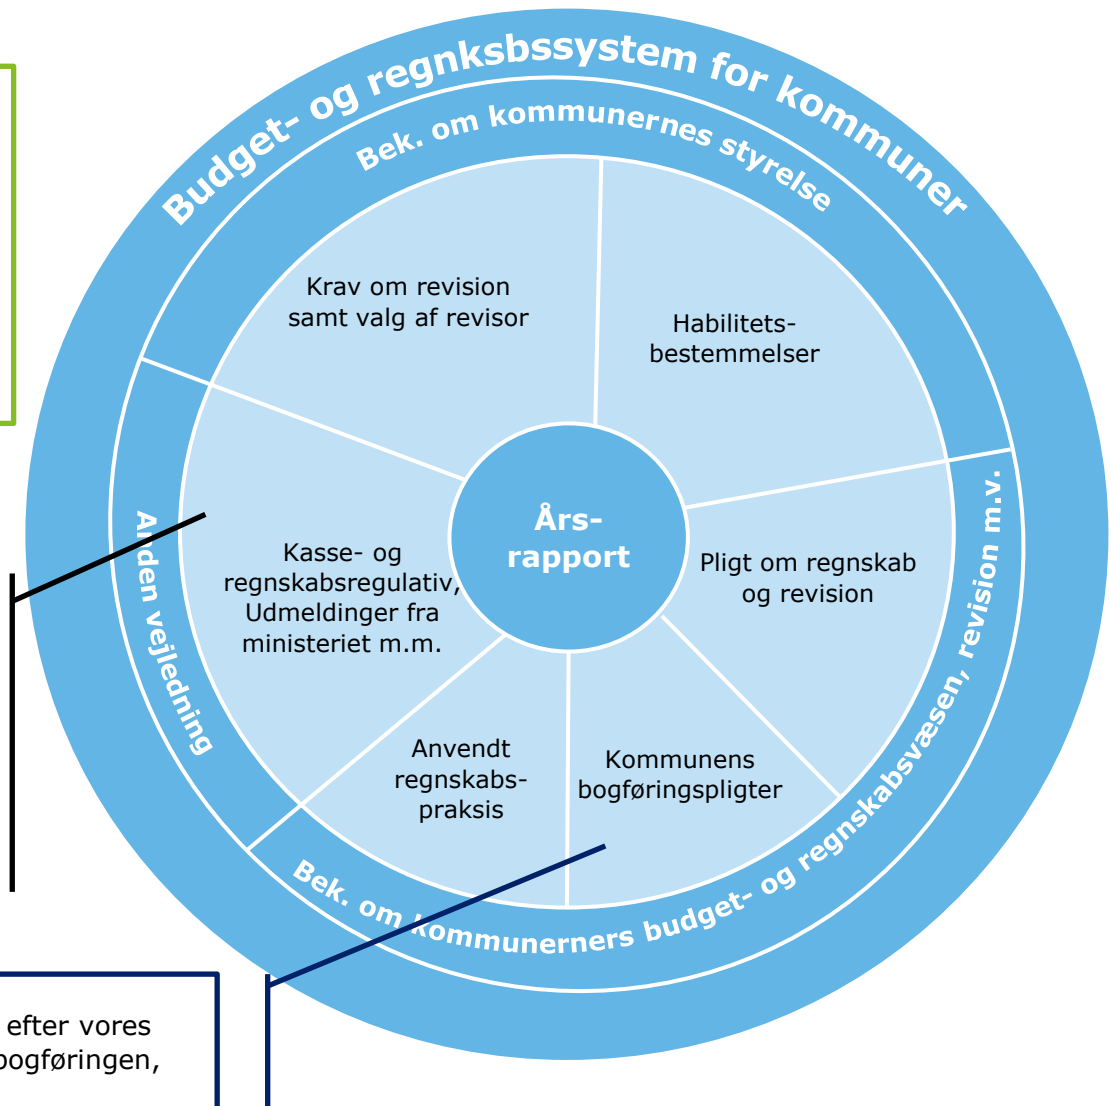 Budget- og regnksbssystem for kommuner
Bek. om kommunernes styrelse
Krav om revision
samt valg af revisor
Habilitets-
bestemmelser
Års-
rapport
Anden vejledning
Kasse- og
regnskabsregulativ,
Udmeldinger fra
ministeriet m.m.
Pligt om regnskab
og revision
Anvendt
regnskabs-
praksis
Kommunens
bogføringspligter
Bek. om kommunerners budget- og regnskabsvæsen, revision m.v.
efter vores
bogføringen,